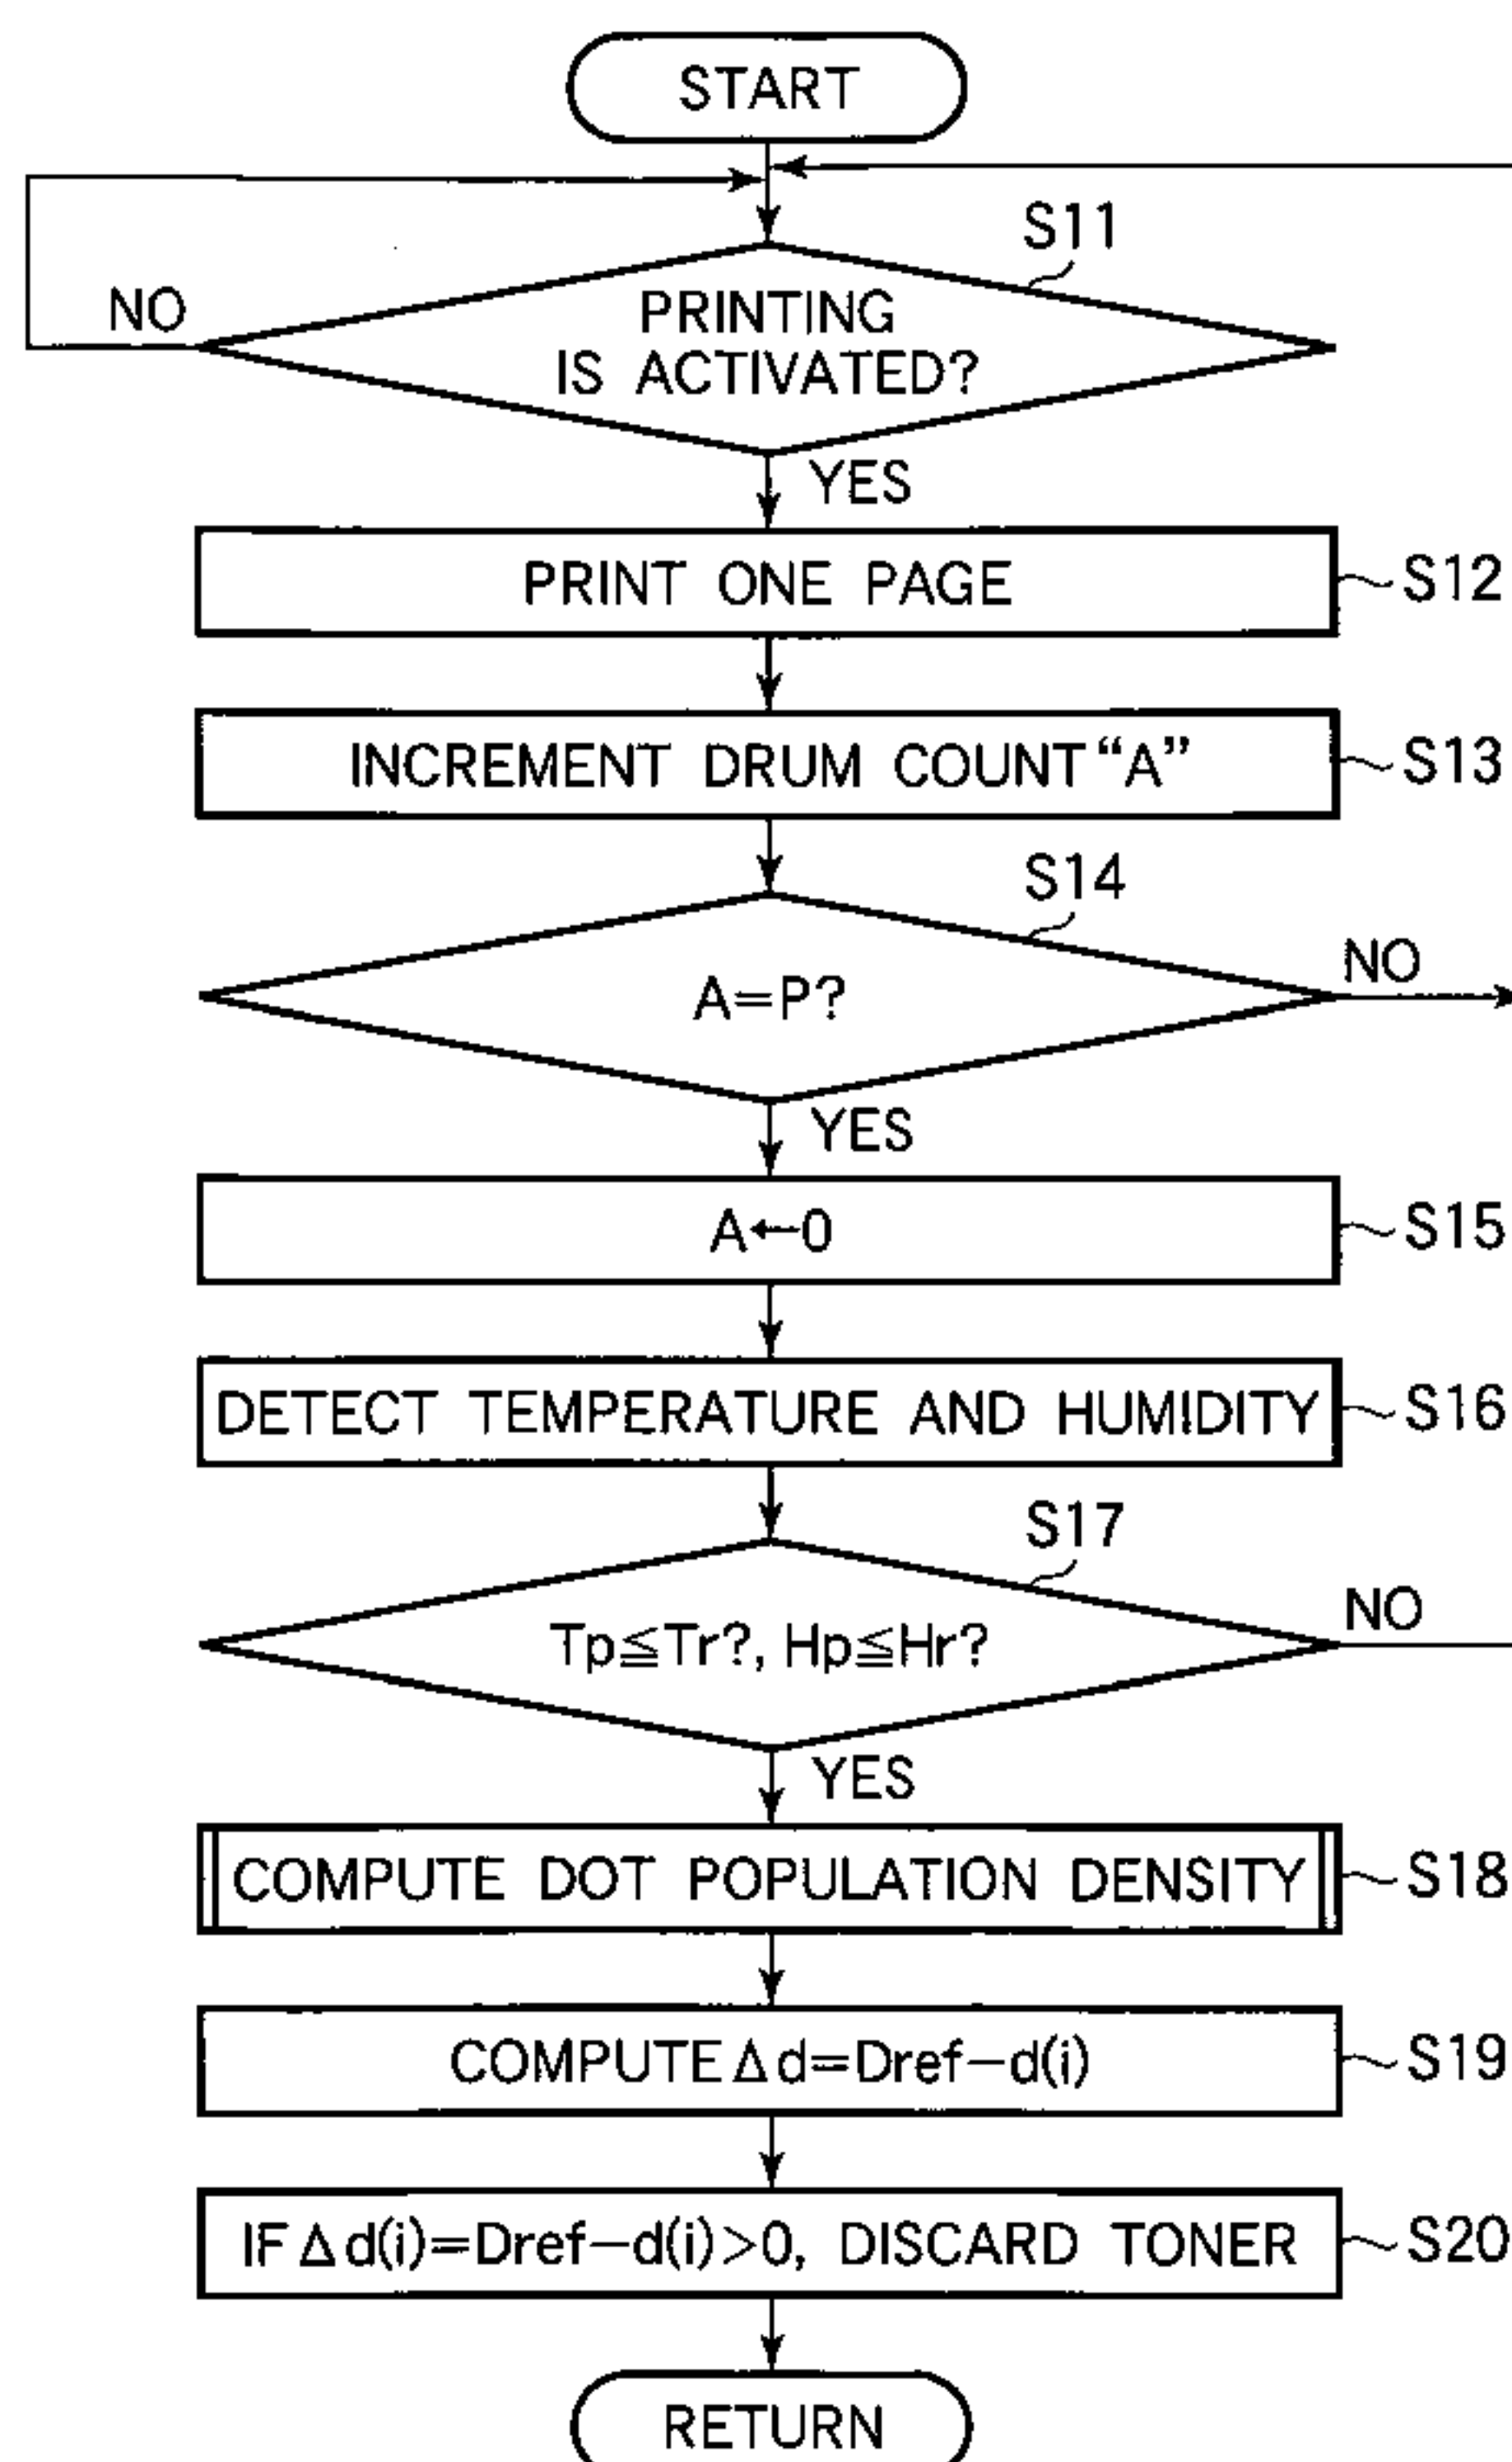 START
S11
NO
PRINTING
IS ACTIVATED?
YES
PRINT ONE PAGE
S12
INCREMENT DRUM COUNT “A”
S13
S14
NO
A=P?
YES
A←0
S15
DETECT TEMPERATURE AND HUMIDITY
S16
S17
NO
Tp≦Tr?, Hp≦Hr?
YES
COMPUTE DOT POPULATION DENSITY
S18
COMPUTE Δd=Dref−d(i)
S19
IF Δd(i)=Dref−d(i)>0, DISCARD TONER
S20
RETURN